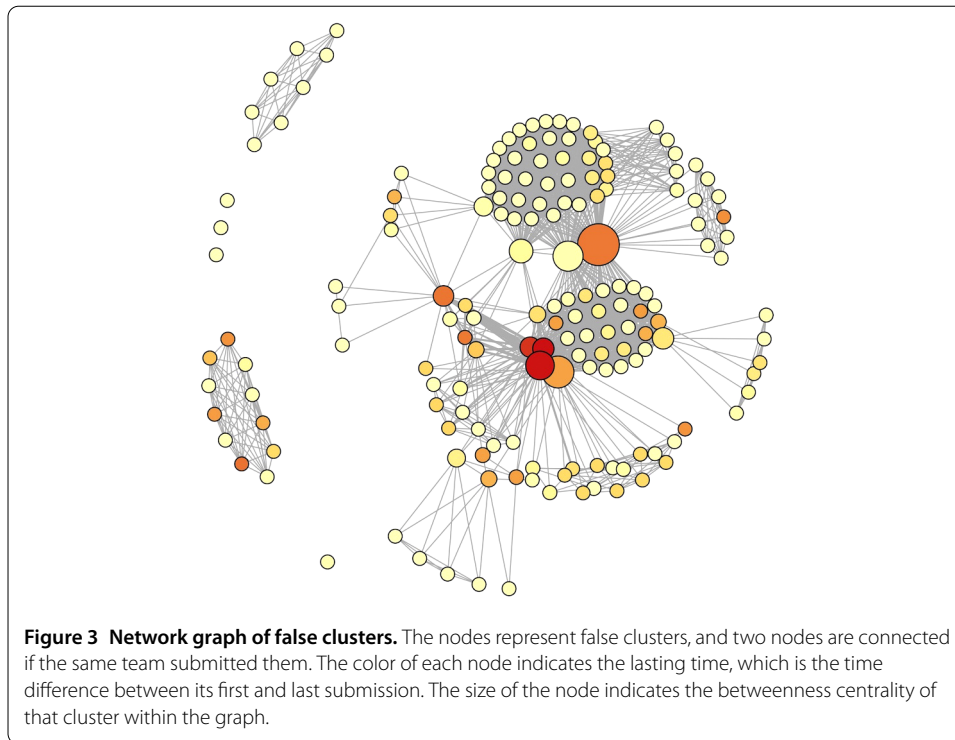 Figure 3 Network graph of false clusters. The nodes represent false clusters, and two nodes are connected
if the same team submitted them. The color of each node indicates the lasting time, which is the time
difference between its first and last submission. The size of the node indicates the betweenness centrality of
that cluster within the graph.